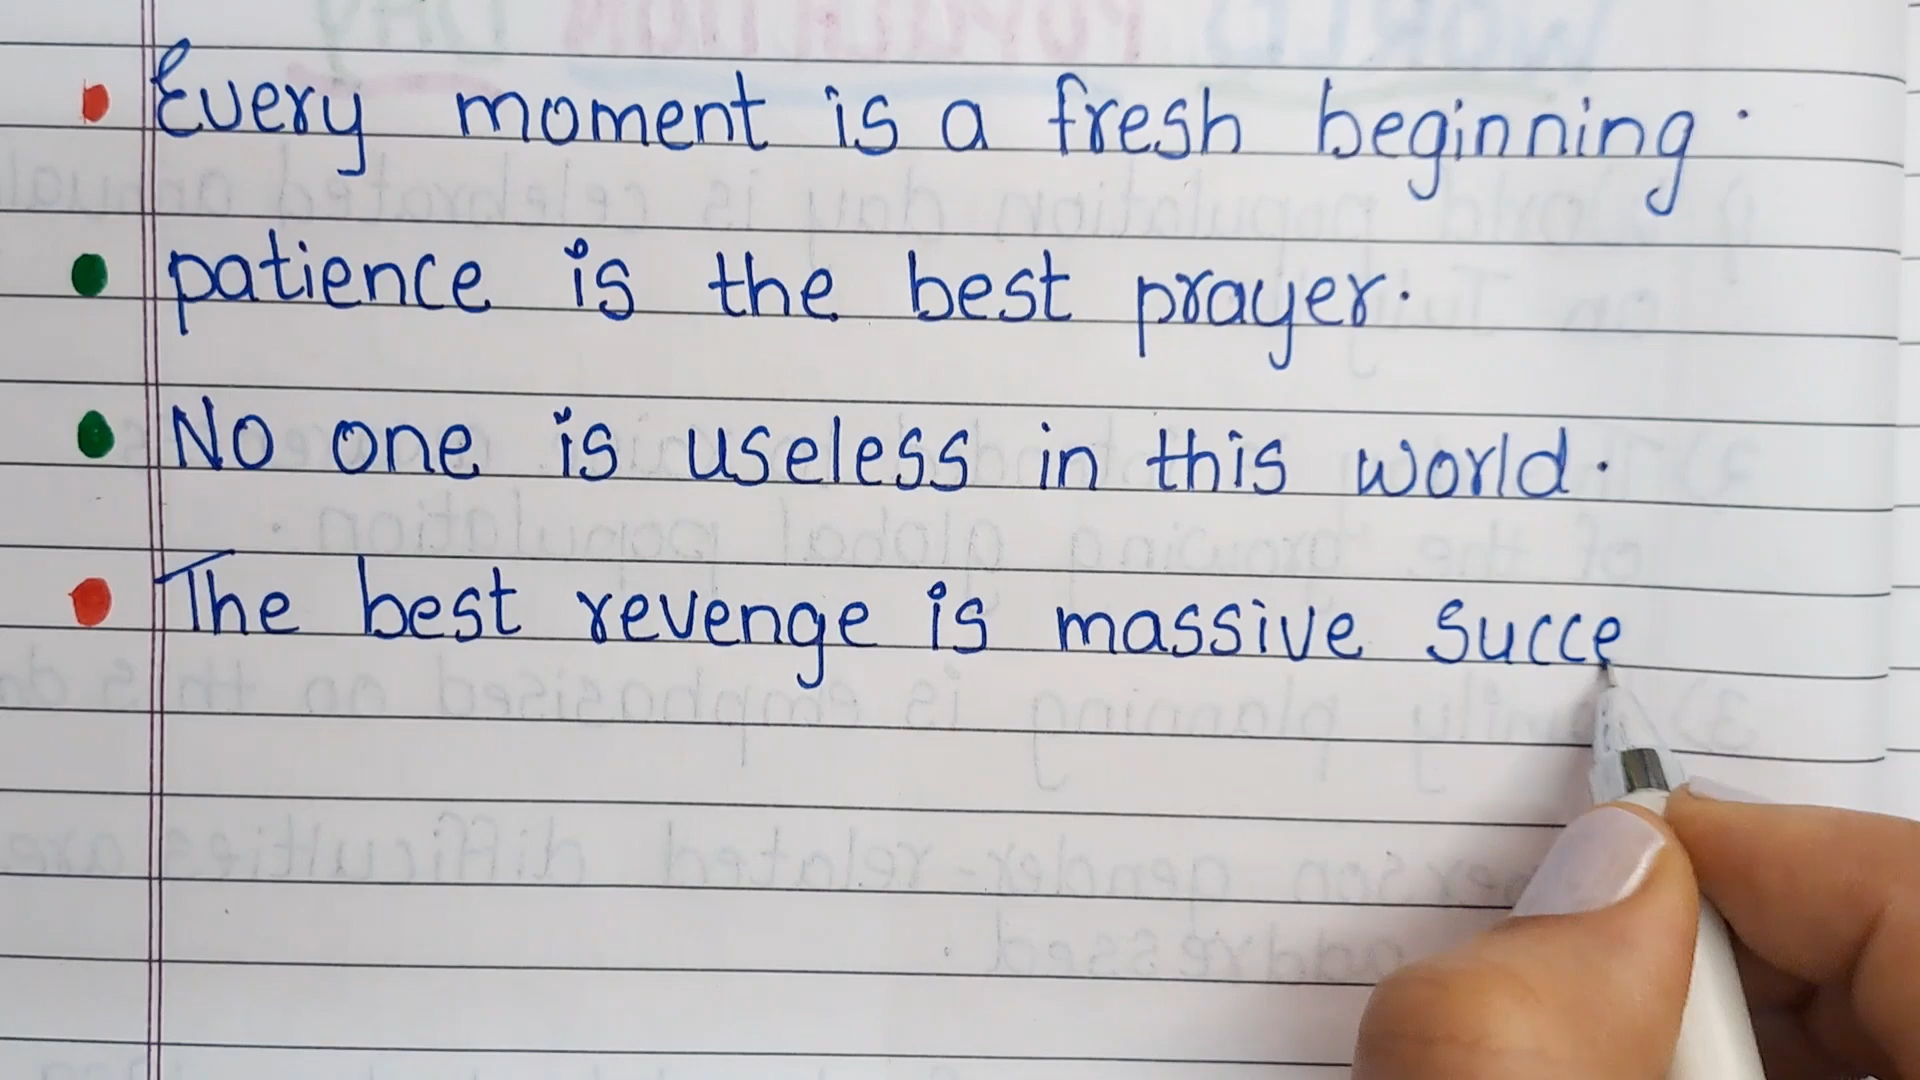 Every moment is a fresh beginning.
patience is the best prayer.
No one is useless in this world.
The best revenge is massive succe